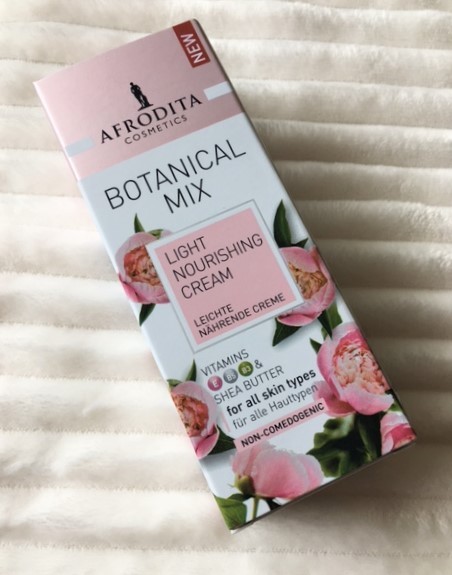 NEW
AFRODITA
COSMETICS
BOTANICAL
MIX
LIGHT
NOURISHING
CREAM
LEICHTE
NÄHRENDE CREME
VITAMINS
E B5 B3 &
SHEA BUTTER
for all skin types
für alle Hauttypen
NON-COMEDOGENIC